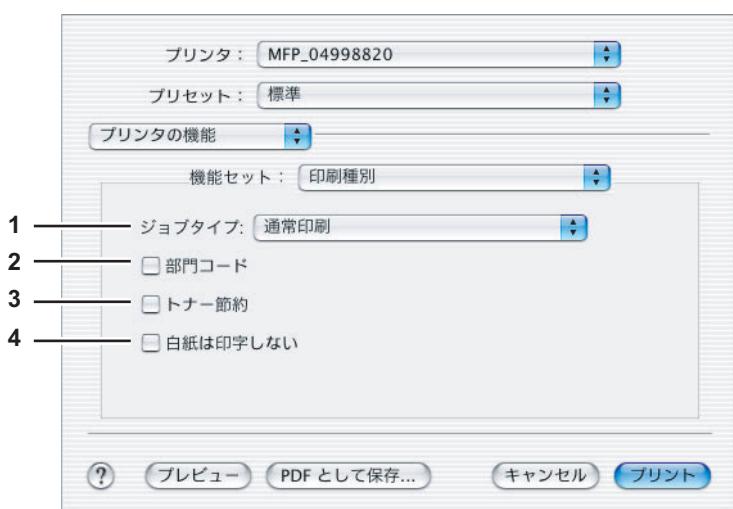 プリンタ： MFP_04998820
プリセット： 標準
プリンタの機能
機能セット： 印刷種別
1 ジョブタイプ: 通常印刷
2 部門コード
3 トナー節約
4 白紙は印字しない
? プレビュー PDF として保存... キャンセル プリント